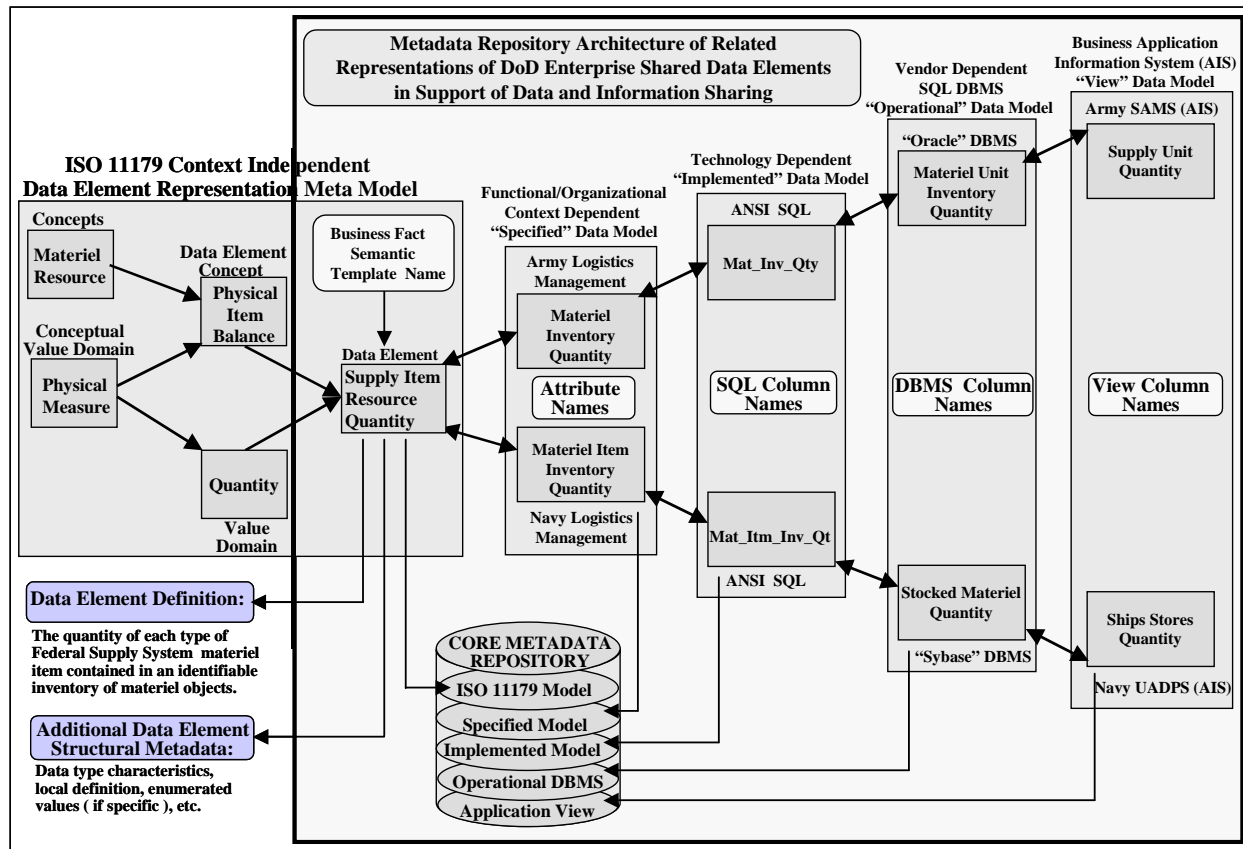 Metadata Repository Architecture of Related
Representations of DoD Enterprise Shared Data Elements
in Support of Data and Information Sharing
Business Application
Information System (AIS)
“View” Data Model
Vendor Dependent
SQL DBMS
“Operational” Data Model
Technology Dependent
“Implemented” Data Model
Functional/Organizational
Context Dependent
“Specified” Data Model
ISO 11179 Context Independent
Data Element Representation Meta Model
Concepts
Materiel
Resource
Data Element
Concept
Physical
Item
Balance
Conceptual
Value Domain
Physical
Measure
Quantity
Value
Domain
Business Fact
Semantic
Template Name
Data Element
Supply Item
Resource
Quantity
Army Logistics
Management
Materiel
Inventory
Quantity
Attribute
Names
Materiel Item
Inventory
Quantity
Navy Logistics
Management
ANSI SQL
Mat_Inv_Qty
SQL Column
Names
Mat_Itm_Inv_Qt
ANSI SQL
“Oracle” DBMS
Materiel Unit
Inventory
Quantity
DBMS Column
Names
Stocked Materiel
Quantity
“Sybase” DBMS
Army SAMS (AIS)
Supply Unit
Quantity
View Column
Names
Ships Stores
Quantity
Navy UADPS (AIS)
Data Element Definition:
The quantity of each type of
Federal Supply System materiel
item contained in an identifiable
inventory of materiel objects.
Additional Data Element
Structural Metadata:
Data type characteristics,
local definition, enumerated
values ( if specific ), etc.
CORE METADATA
REPOSITORY
ISO 11179 Model
Specified Model
Implemented Model
Operational DBMS
Application View